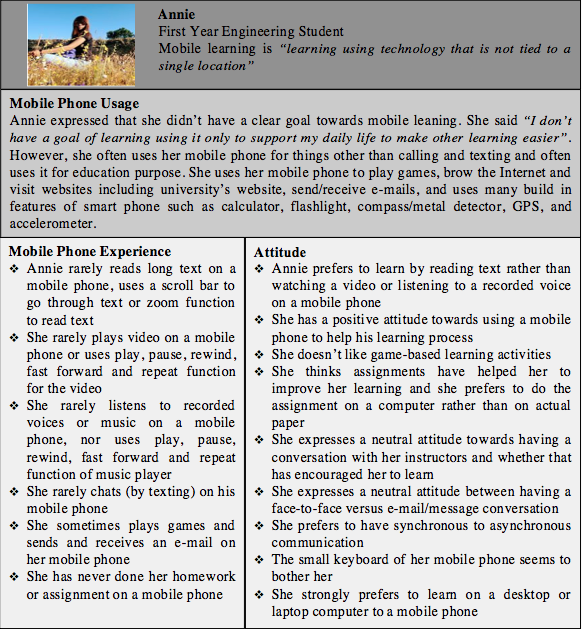 Annie
First Year Engineering Student
Mobile learning is “learning using technology that is not tied to a
single location”
Mobile Phone Usage
Annie expressed that she didn’t have a clear goal towards mobile leaning. She said “I don’t
have a goal of learning using it only to support my daily life to make other learning easier”.
However, she often uses her mobile phone for things other than calling and texting and often
uses it for education purpose. She uses her mobile phone to play games, brow the Internet and
visit websites including university’s website, send/receive e-mails, and uses many build in
features of smart phone such as calculator, flashlight, compass/metal detector, GPS, and
accelerometer.
Mobile Phone Experience
❖ Annie rarely reads long text on a
mobile phone, uses a scroll bar to
go through text or zoom function
to read text
❖ She rarely plays video on a mobile
phone or uses play, pause, rewind,
fast forward and repeat function
for the video
❖ She rarely listens to recorded
voices or music on a mobile
phone, nor uses play, pause,
rewind, fast forward and repeat
function of music player
❖ She rarely chats (by texting) on his
mobile phone
❖ She sometimes plays games and
sends and receives an e-mail on
her mobile phone
❖ She has never done her homework
or assignment on a mobile phone
Attitude
❖ Annie prefers to learn by reading text rather than
watching a video or listening to a recorded voice
on a mobile phone
❖ She has a positive attitude towards using a mobile
phone to help his learning process
❖ She doesn’t like game-based learning activities
❖ She thinks assignments have helped her to
improve her learning and she prefers to do the
assignment on a computer rather than on actual
paper
❖ She expresses a neutral attitude towards having a
conversation with her instructors and whether that
has encouraged her to learn
❖ She expresses a neutral attitude between having a
face-to-face versus e-mail/message conversation
❖ She prefers to have synchronous to asynchronous
communication
❖ The small keyboard of her mobile phone seems to
bother her
❖ She strongly prefers to learn on a desktop or
laptop computer to a mobile phone